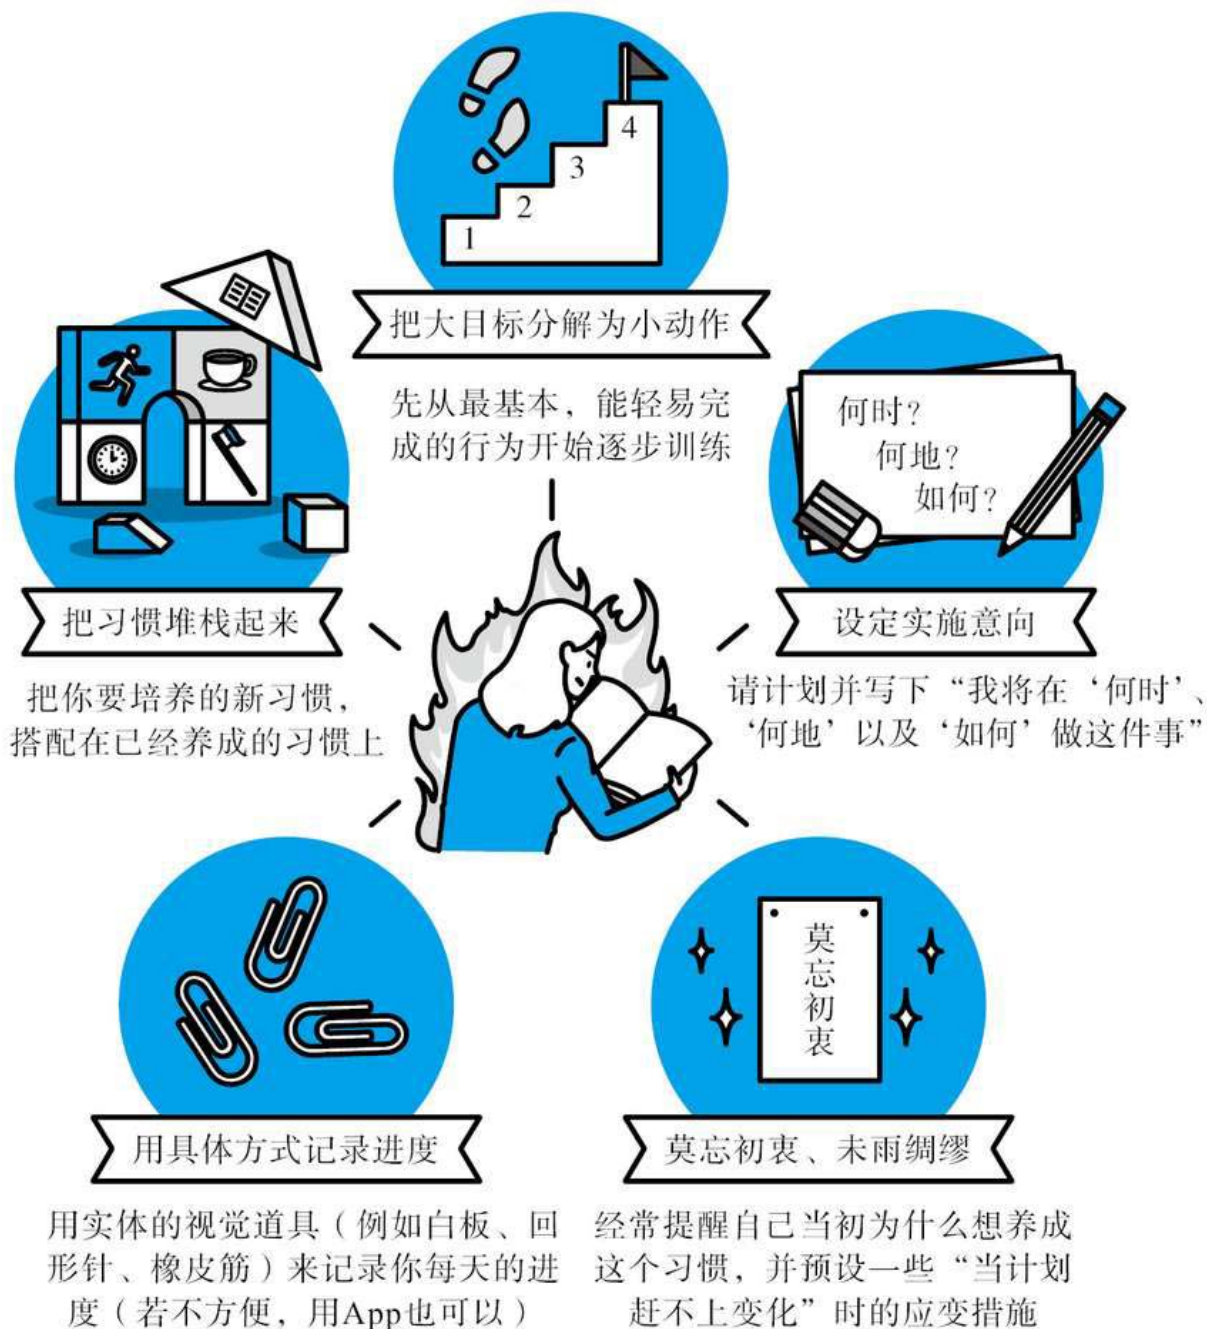 1
2
3
4
把大目标分解为小动作
先从最基本，能轻易完
成的行为开始逐步训练
把习惯堆栈起来
把你要培养的新习惯，
搭配在已经养成的习惯上
何时？
何地？
如何？
设定实施意向
请计划并写下“我将在‘何时’、
‘何地’以及‘如何’做这件事”
用具体方式记录进度
用实体的视觉道具（例如白板、回
形针、橡皮筋）来记录你每天的进
度（若不方便，用App也可以）
莫忘初衷
莫忘初衷、未雨绸缪
经常提醒自己当初为什么想养成
这个习惯，并预设一些“当计划
赶不上变化”时的应变措施